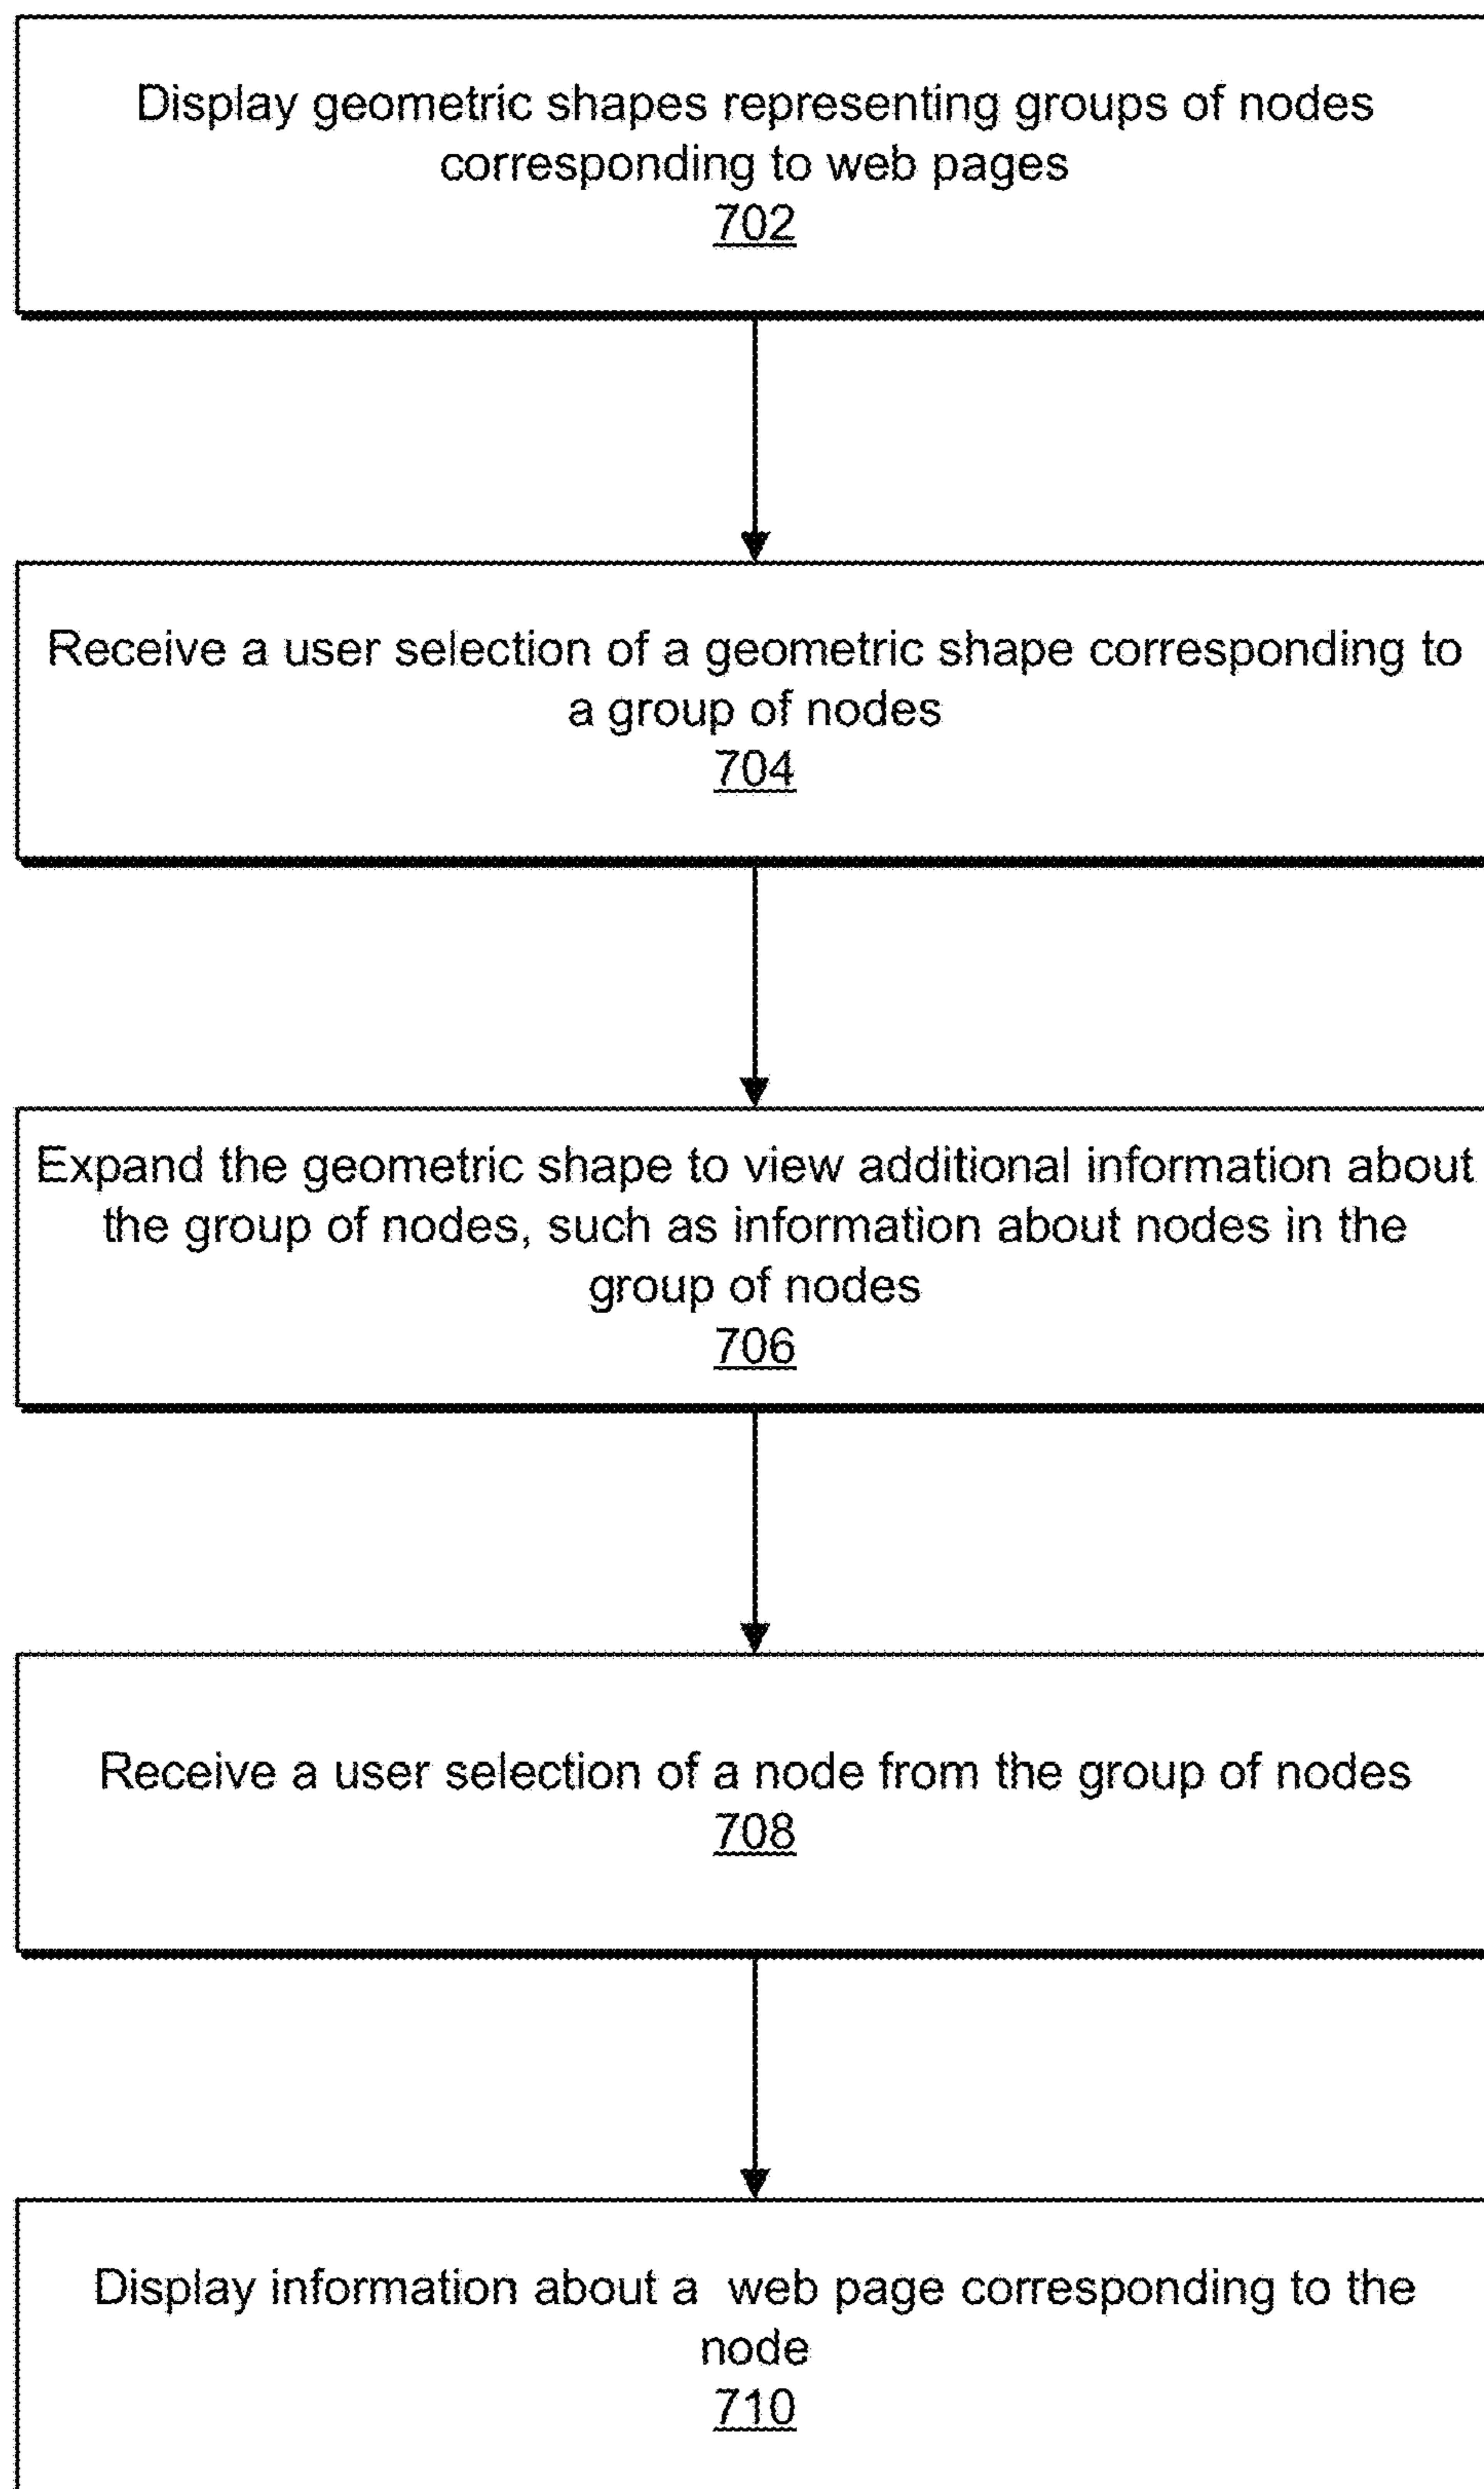 Display geometric shapes representing groups of nodes
corresponding to web pages
702
Receive a user selection of a geometric shape corresponding to
a group of nodes
704
Expand the geometric shape to view additional information about
the group of nodes, such as information about nodes in the
group of nodes
706
Receive a user selection of a node from the group of nodes
708
Display information about a web page corresponding to the
node
710